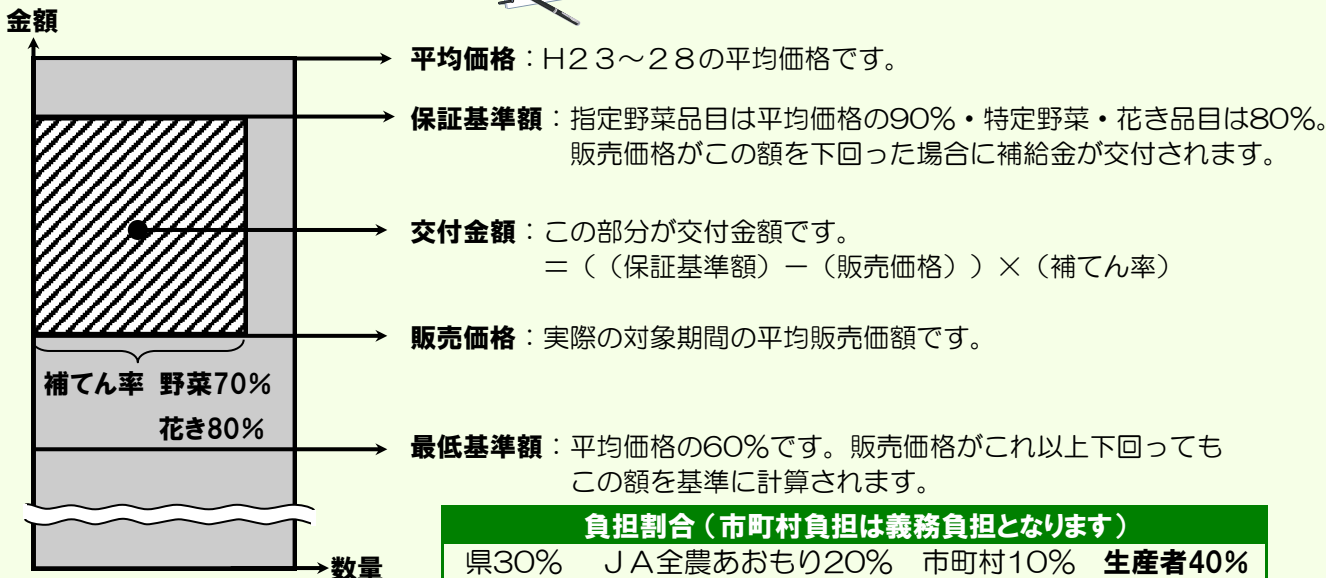 金額
平均価格：H23～28の平均価格です。
保証基準額：指定野菜品目は平均価格の90%・特定野菜・花き品目は80%。
販売価格がこの額を下回った場合に補給金が交付されます。
交付金額：この部分が交付金額です。
＝（（保証基準額）－（販売価格））×（補てん率）
販売価格：実際の対象期間の平均販売価額です。
補てん率 野菜70%
花き80%
最低基準額：平均価格の60%です。販売価格がこれ以上下回っても
この額を基準に計算されます。
負担割合（市町村負担は義務負担となります）
県30% JA全農あおもり20% 市町村10% 生産者40%
数量